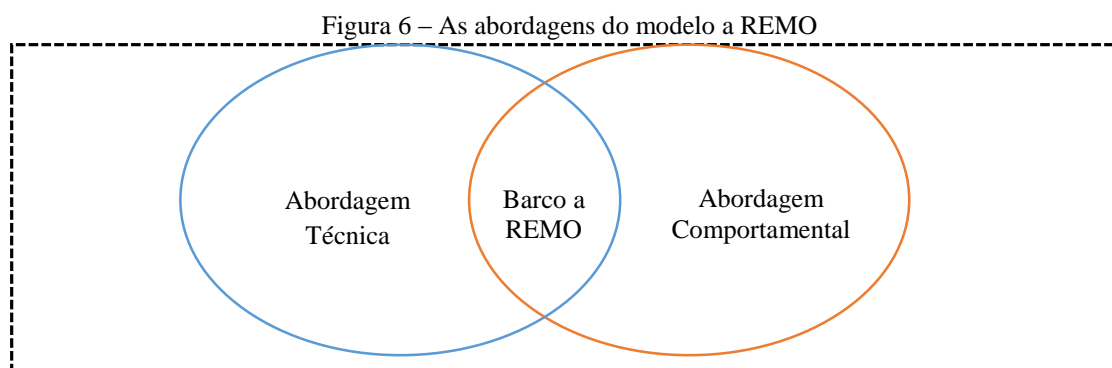 Figura 6 – As abordagens do modelo a REMO
Abordagem
Técnica
Barco a
REMO
Abordagem
Comportamental